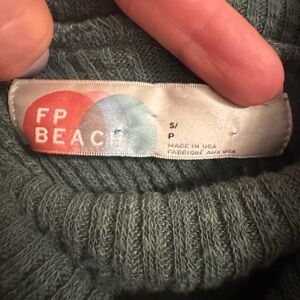 FP
BEACH
S/
P
MADE IN USA
FABRIQUÉ AUX USA